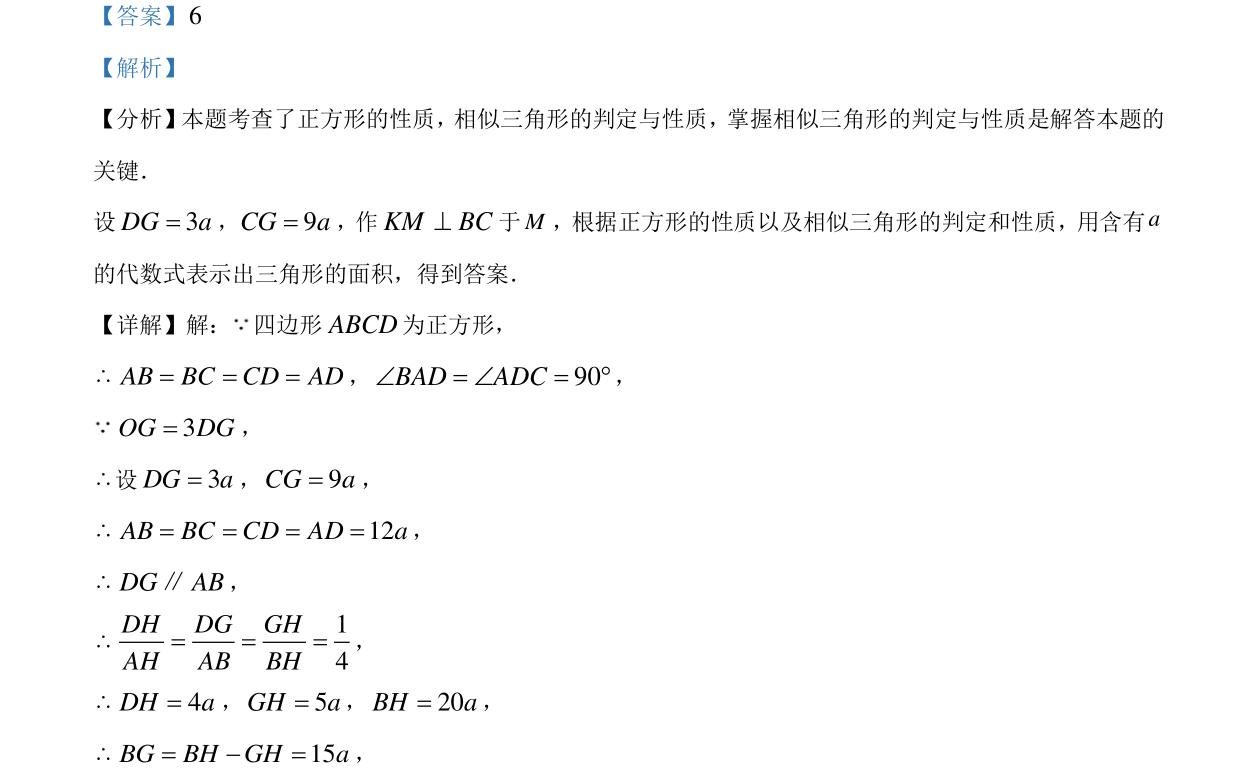 【答案】6
【解析】
【分析】本题考查了正方形的性质，相似三角形的判定与性质，掌握相似三角形的判定与性质是解答本题的
关键．
设 DG = 3a ，CG = 9a ，作 KM ⊥ BC 于 M ，根据正方形的性质以及相似三角形的判定和性质，用含有 a
的代数式表示出三角形的面积，得到答案．
【详解】解：∵四边形 ABCD 为正方形，
∴ AB = BC = CD = AD ，∠BAD = ∠ADC = 90° ，
∵ OG = 3DG ，
∴设 DG = 3a ，CG = 9a ，
∴ AB = BC = CD = AD = 12a ，
∴ DG ∥ AB ，
∴ DH/AH = DG/AB = GH/BH = 1/4 ，
∴ DH = 4a ，GH = 5a ，BH = 20a ，
∴ BG = BH − GH = 15a ，